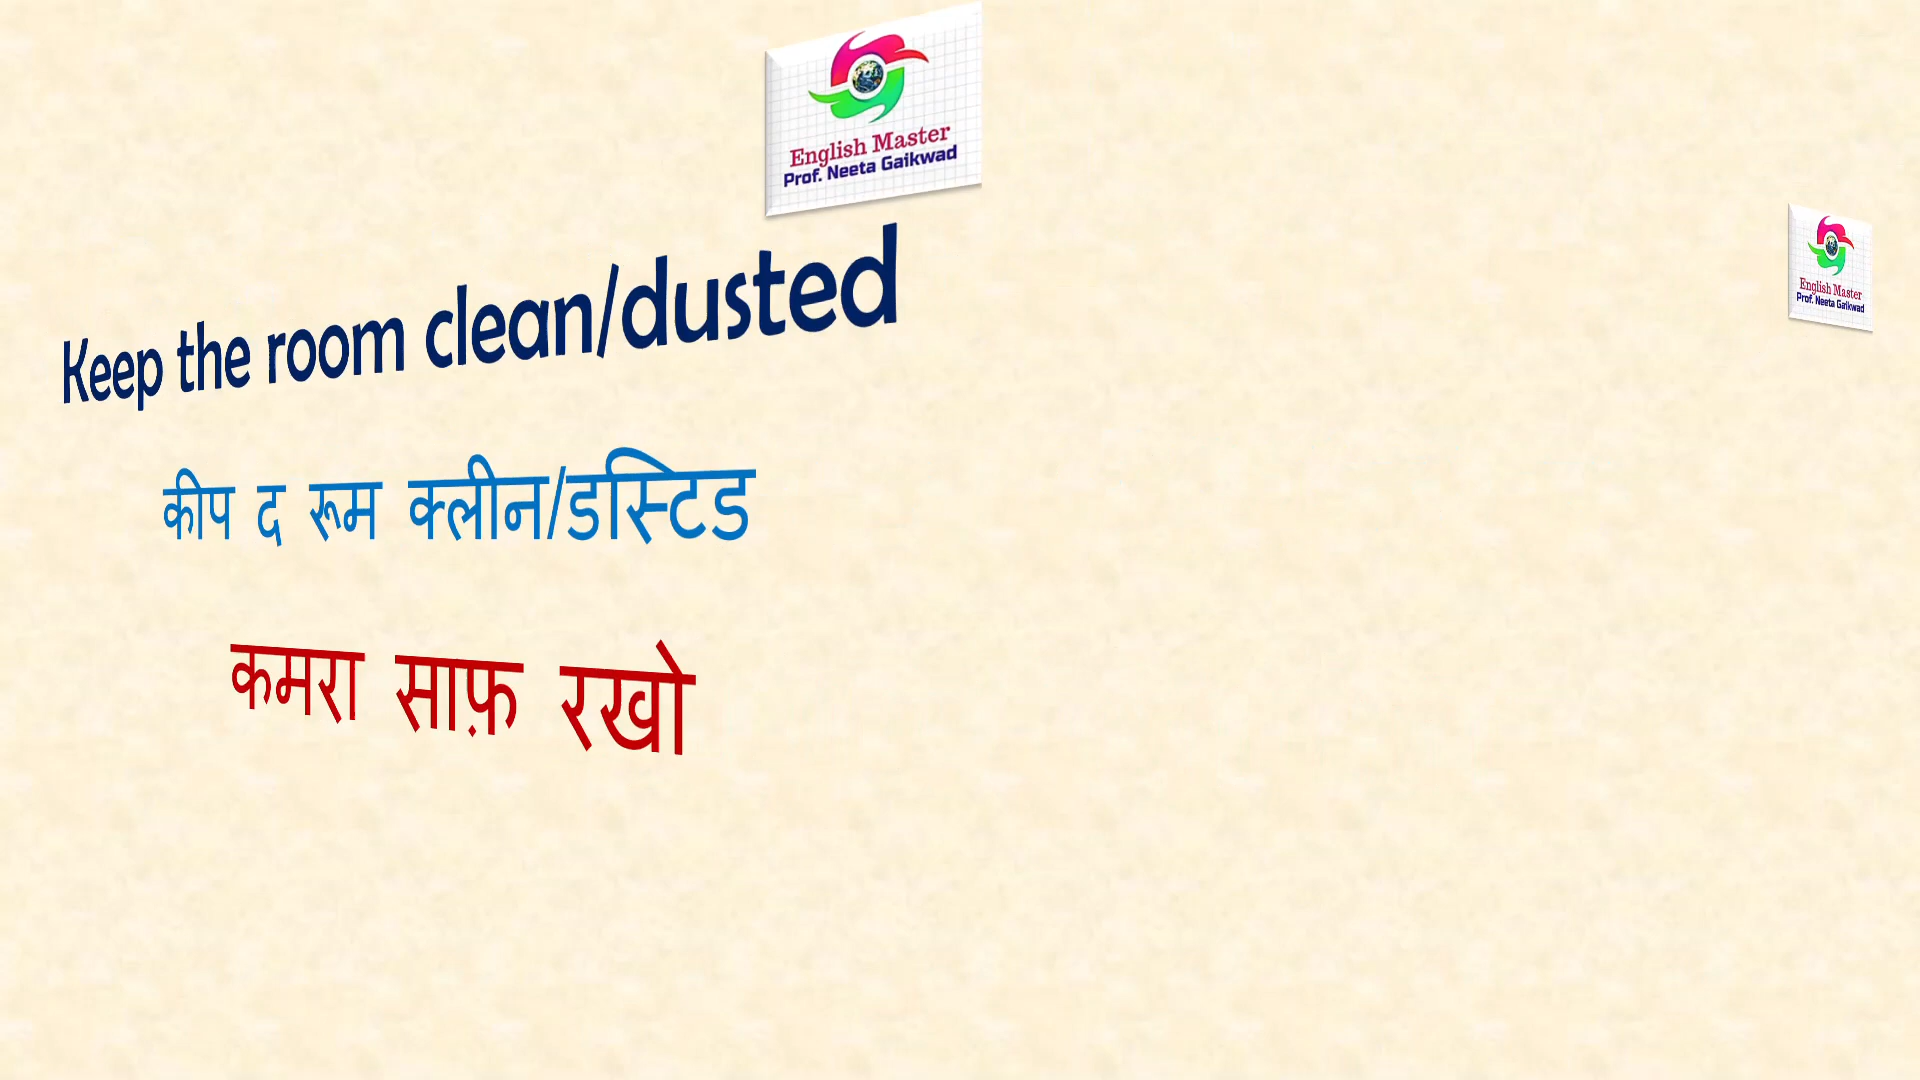 English Master
Prof. Neeta Gaikwad
English Master
Prof. Neeta Gaikwad
Keep the room clean/dusted
कीप द रूम क्लीन/डस्टिड
कमरा साफ़ रखो